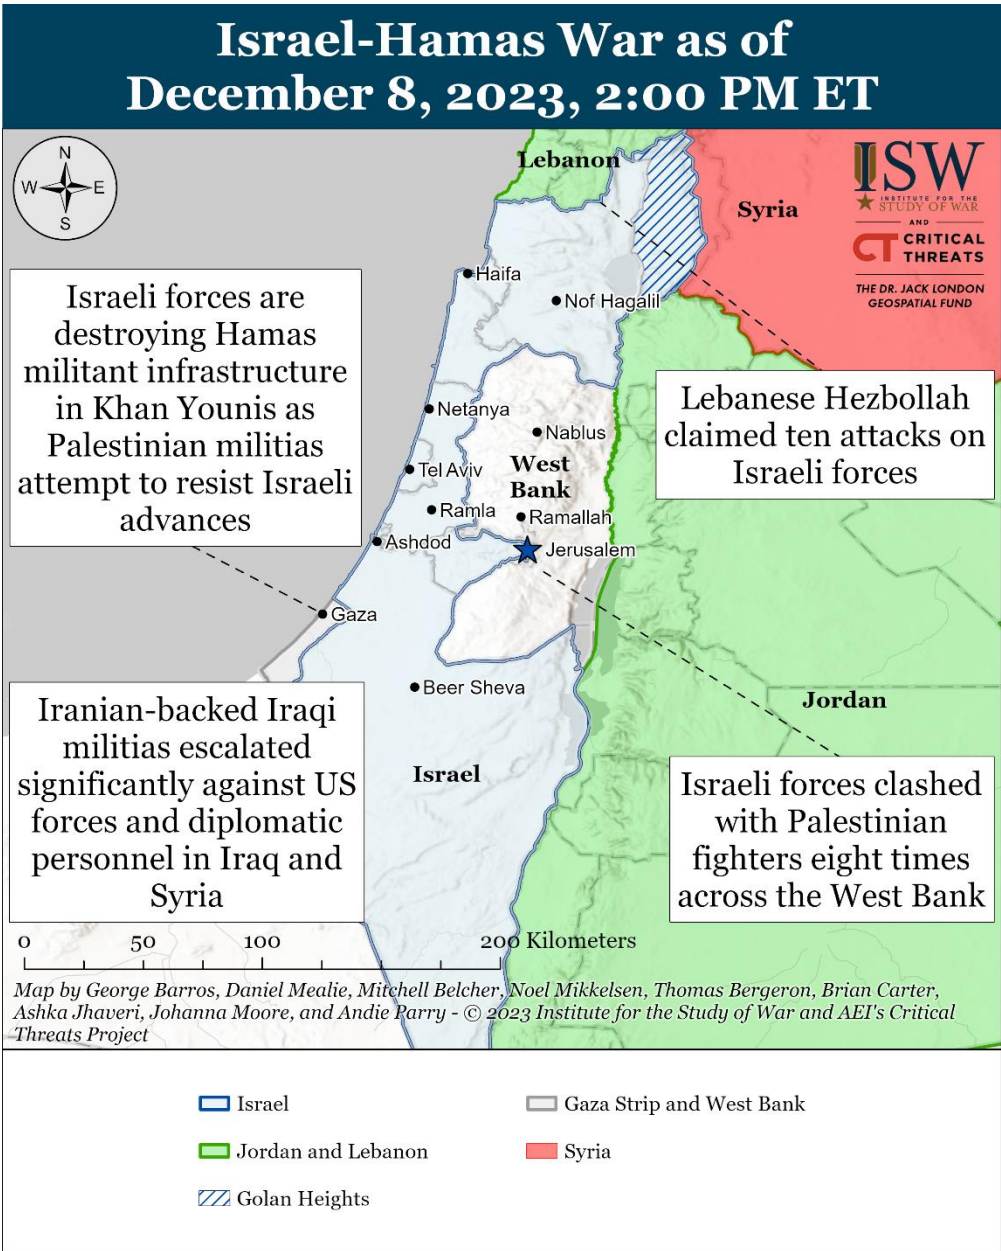 Israel-Hamas War as of
December 8, 2023, 2:00 PM ET
N
W
E
S
Lebanon
Syria
ISW
INSTITUTE FOR THE
STUDY OF WAR
AND
CT CRITICAL
THREATS
THE DR. JACK LONDON
GEOSPATIAL FUND
Haifa
Nof Hagalil
Israeli forces are
destroying Hamas
militant infrastructure
in Khan Younis as
Palestinian militias
attempt to resist Israeli
advances
Lebanese Hezbollah
claimed ten attacks on
Israeli forces
Netanya
Nablus
Tel Aviv
West
Bank
Ramla
Ramallah
Ashdod
Jerusalem
Gaza
Beer Sheva
Jordan
Israel
Iranian-backed Iraqi
militias escalated
significantly against US
forces and diplomatic
personnel in Iraq and
Syria
Israeli forces clashed
with Palestinian
fighters eight times
across the West Bank
0 50 100 200 Kilometers
Map by George Barros, Daniel Mealie, Mitchell Belcher, Noel Mikkelsen, Thomas Bergeron, Brian Carter,
Ashka Jhaveri, Johanna Moore, and Andie Parry - © 2023 Institute for the Study of War and AEI's Critical
Threats Project
Israel
Gaza Strip and West Bank
Jordan and Lebanon
Syria
Golan Heights